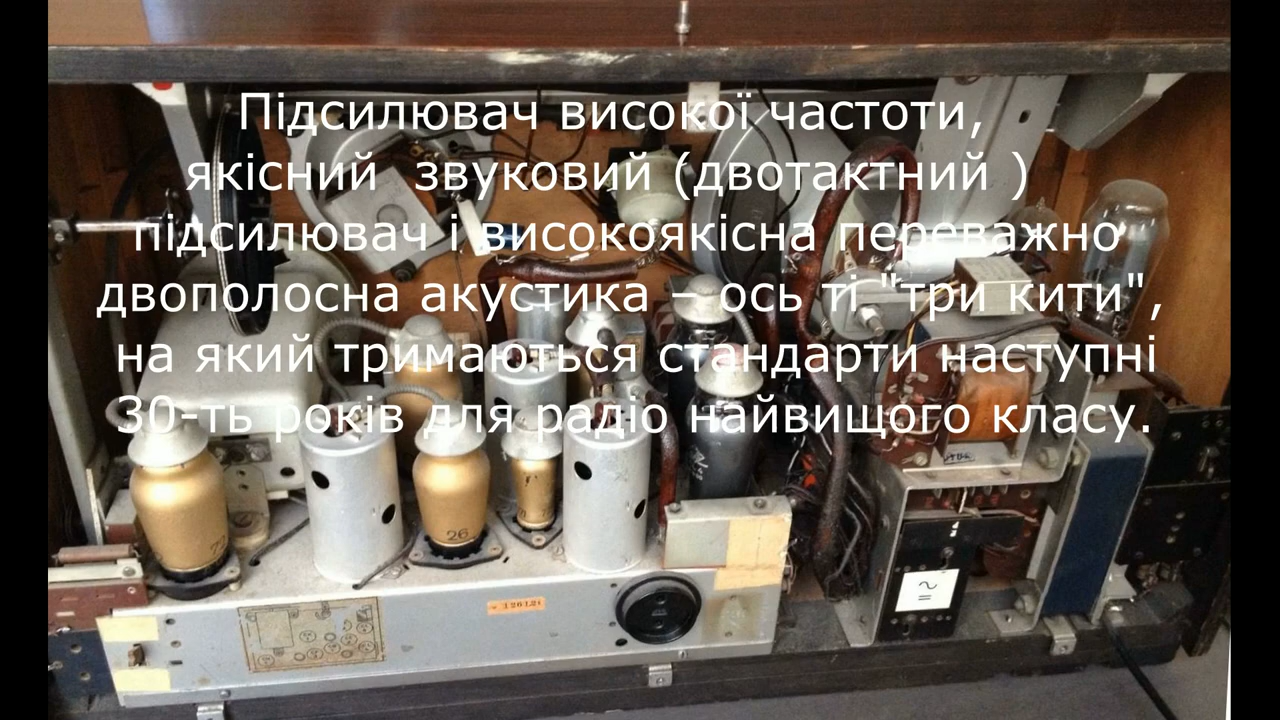 Підсилювач високої частоти,
якісний звуковий (двотактний )
підсилювач і високоякісна переважно
двополосна акустика – ось ті "три кити",
на який тримаються стандарти наступні
30-ть років для радіо найвищого класу.
26